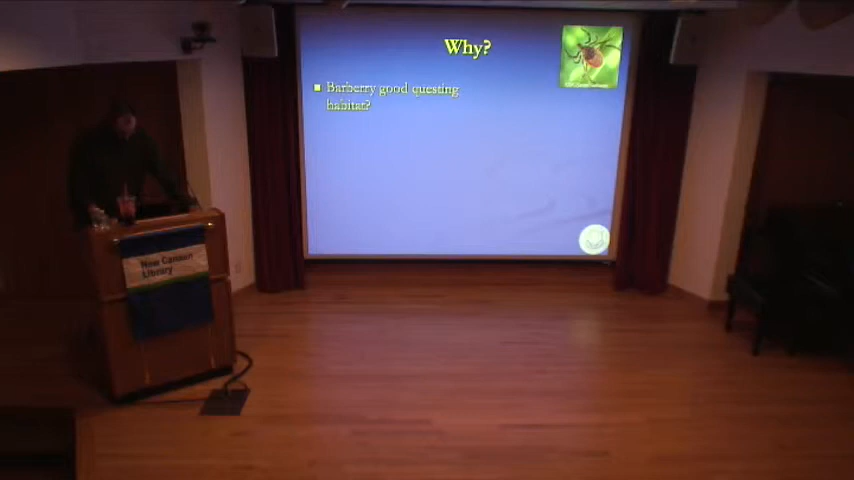 Why?
Barberry good questing
habitat?
New Canaan
Library